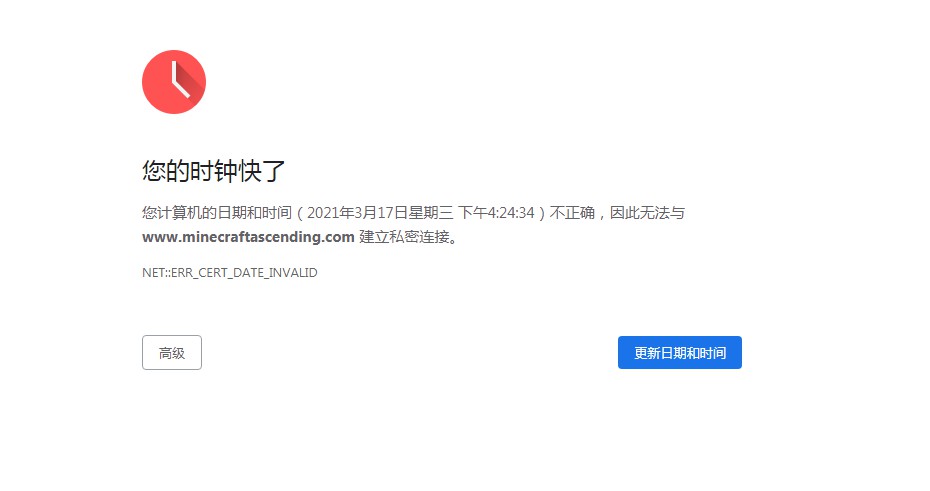 您的时钟快了
您计算机的日期和时间（2021年3月17日星期三 下午4:24:34）不正确，因此无法与
www.minecraftascending.com 建立私密连接。
NET::ERR_CERT_DATE_INVALID
高级
更新日期和时间